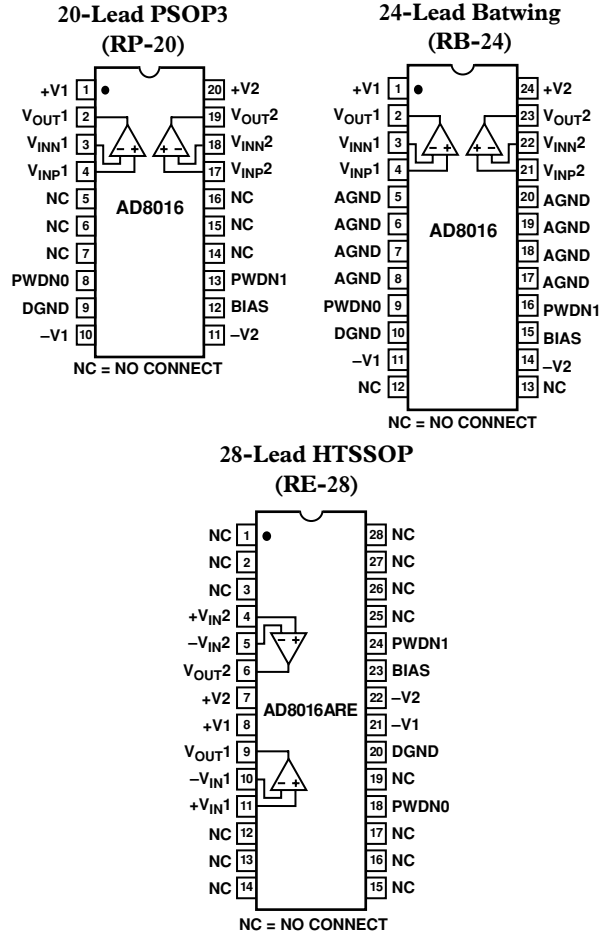 20-Lead PSOP3
(RP-20)
+V1 1 20 +V2
VOUT1 2 19 VOUT2
VINN1 3 18 VINN2
VINP1 4 – + + – 17 VINP2
NC 5 16 NC
AD8016
NC 6 15 NC
NC 7 14 NC
PWDN0 8 13 PWDN1
DGND 9 12 BIAS
–V1 10 11 –V2
NC = NO CONNECT
24-Lead Batwing
(RB-24)
+V1 1 24 +V2
VOUT1 2 23 VOUT2
VINN1 3 – + + – 22 VINN2
VINP1 4 21 VINP2
AGND 5 20 AGND
AGND 6 AD8016 19 AGND
AGND 7 18 AGND
AGND 8 17 AGND
PWDN0 9 16 PWDN1
DGND 10 15 BIAS
–V1 11 14 –V2
NC 12 13 NC
NC = NO CONNECT
28-Lead HTSSOP
(RE-28)
NC 1 28 NC
NC 2 27 NC
NC 3 26 NC
+VIN2 4 25 NC
–VIN2 5 – + 24 PWDN1
VOUT2 6 23 BIAS
+V2 7 22 –V2
AD8016ARE
+V1 8 21 –V1
VOUT1 9 20 DGND
–VIN1 10 – + 19 NC
+VIN1 11 18 PWDN0
NC 12 17 NC
NC 13 16 NC
NC 14 15 NC
NC = NO CONNECT